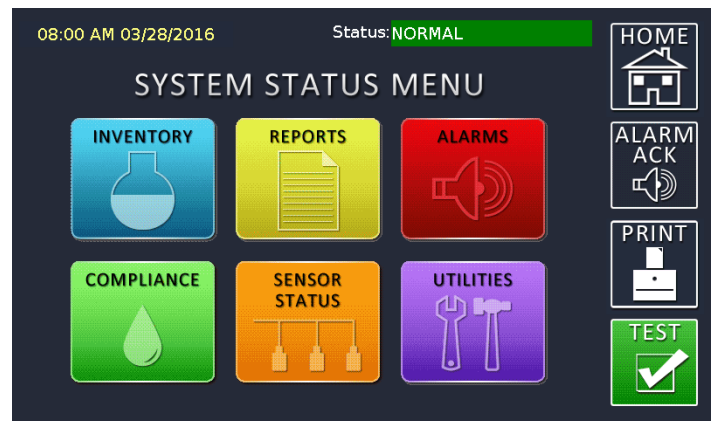 08:00 AM 03/28/2016 Status: NORMAL
SYSTEM STATUS MENU
INVENTORY
REPORTS
ALARMS
COMPLIANCE
SENSOR
STATUS
UTILITIES
HOME
ALARM
ACK
PRINT
TEST